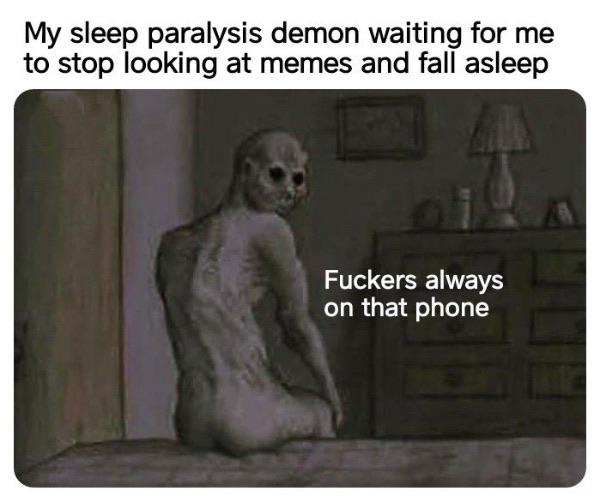 My sleep paralysis demon waiting for me
to stop looking at memes and fall asleep
Fuckers always
on that phone